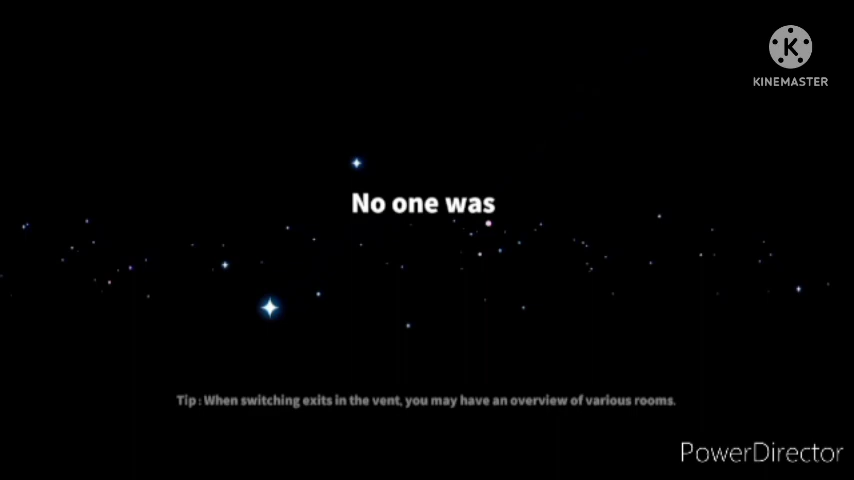 KINEMASTER
No one was
Tip : When switching exits in the vent, you may have an overview of various rooms.
PowerDirector